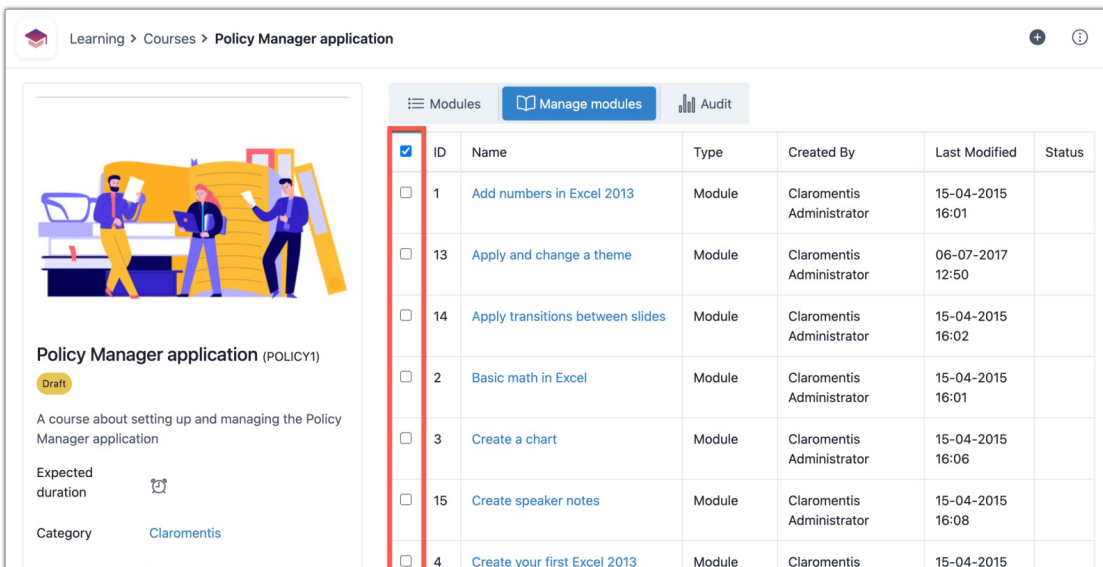 Learning > Courses > Policy Manager application
Modules
Manage modules
Audit
Policy Manager application (POLICY1)
Draft
A course about setting up and managing the Policy
Manager application
Expected
duration
Category Claromentis
ID Name Type Created By Last Modified Status
1 Add numbers in Excel 2013 Module Claromentis 15-04-2015
Administrator 16:01
13 Apply and change a theme Module Claromentis 06-07-2017
Administrator 12:50
14 Apply transitions between slides Module Claromentis 15-04-2015
Administrator 16:02
2 Basic math in Excel Module Claromentis 15-04-2015
Administrator 16:01
3 Create a chart Module Claromentis 15-04-2015
Administrator 16:06
15 Create speaker notes Module Claromentis 15-04-2015
Administrator 16:08
4 Create your first Excel 2013 Module Claromentis 15-04-2015